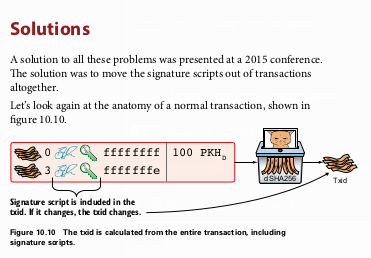 Solutions
A solution to all these problems was presented at a 2015 conference.
The solution was to move the signature scripts out of transactions
altogether.
Let's look again at the anatomy of a normal transaction, shown in
figure 10.10.
0 ffffffff 100 PKH_D
3 fffffffe
dSHA256
Txid
Signature script is included in the
txid. If it changes, the txid changes.
Figure 10.10 The txid is calculated from the entire transaction, including
signature scripts.